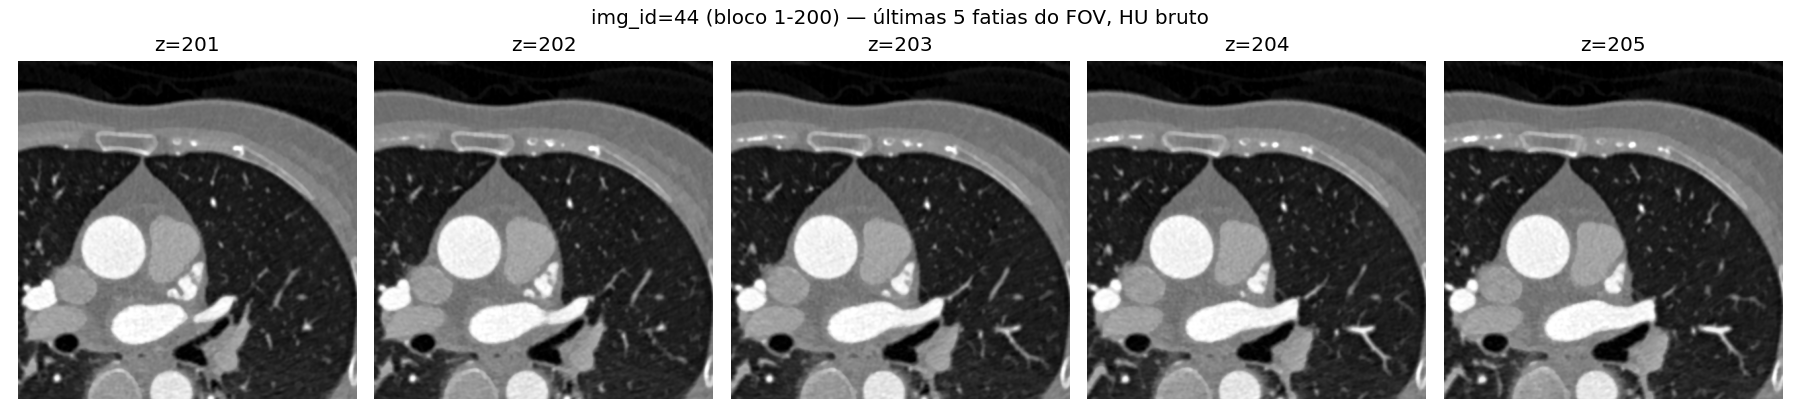 img_id=44 (bloco 1-200) — últimas 5 fatias do FOV, HU bruto
z=201
z=202
z=203
z=204
z=205